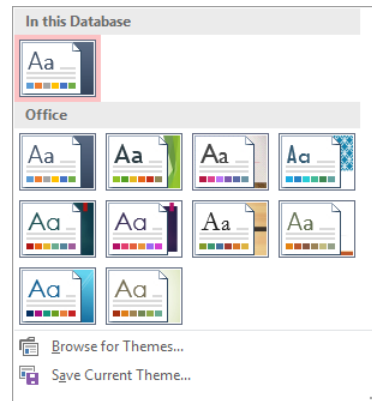 In this Database
Aa
Office
Aa Aa Aa Aa
Aa Aa Aa Aa
Aa Aa
Browse for Themes...
Save Current Theme...